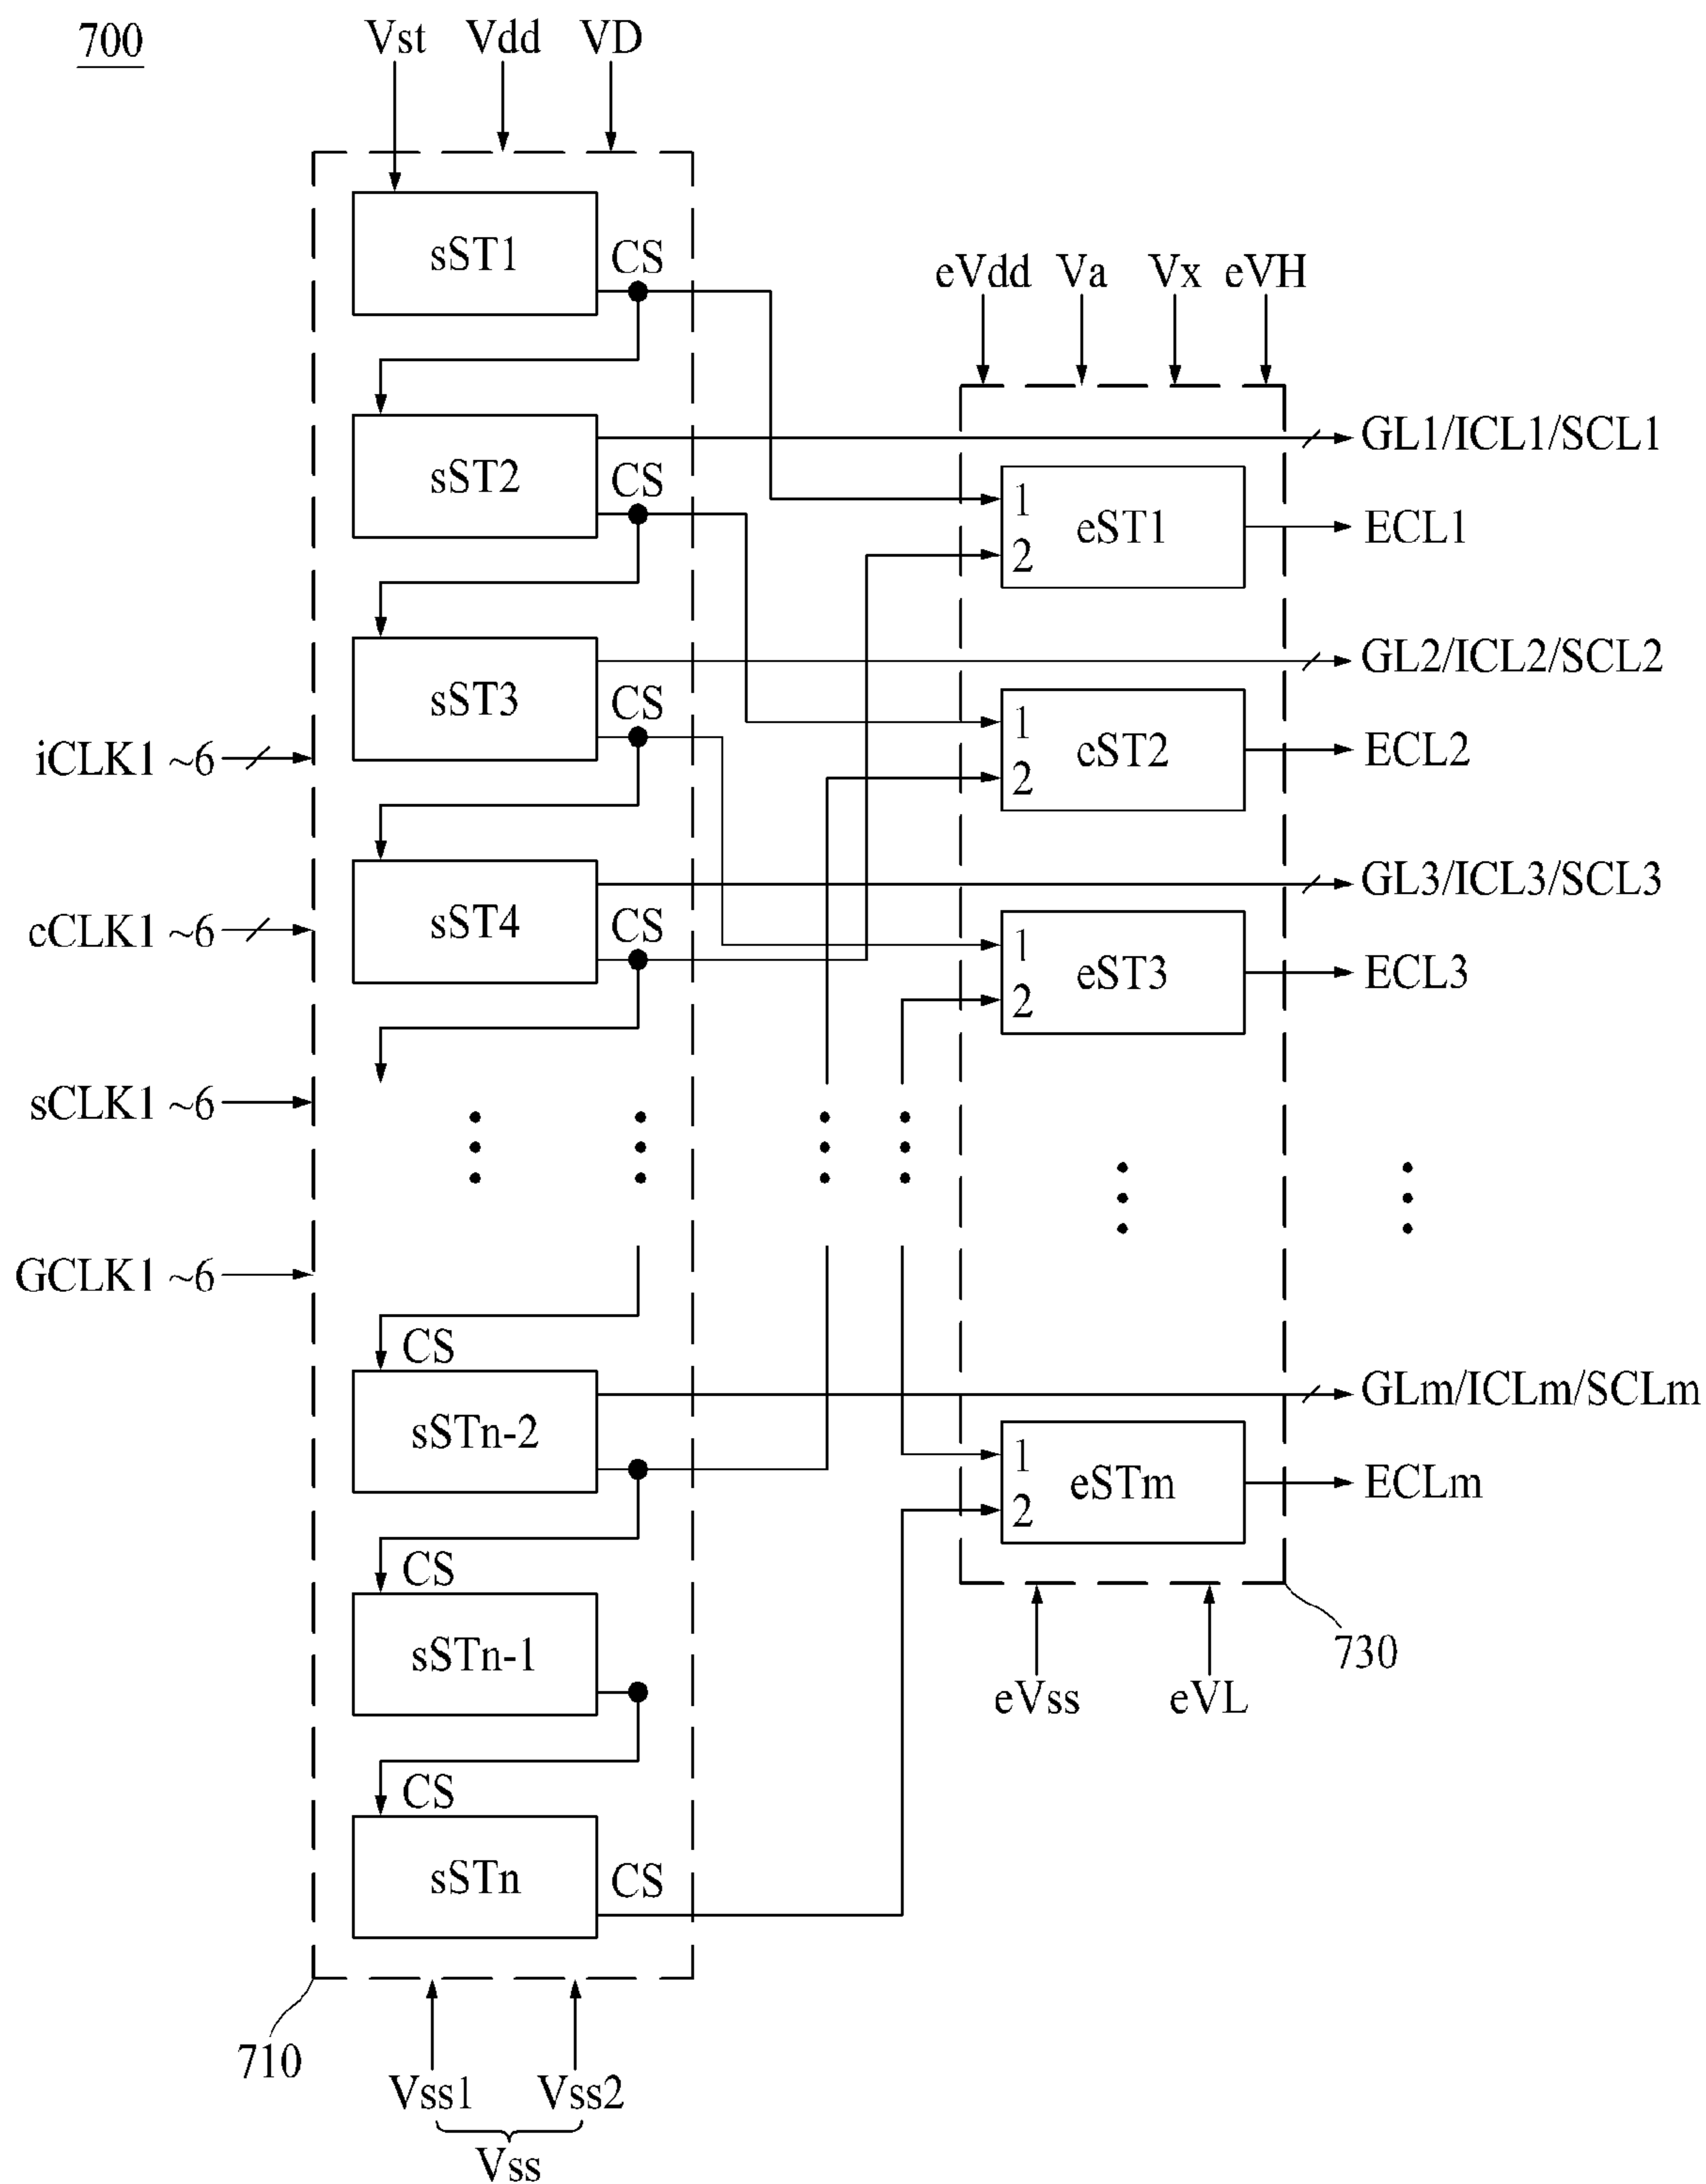 700
Vst Vdd VD
sST1 CS
eVdd Va Vx eVH
sST2 CS
GL1/ICL1/SCL1
1
2
eST1
ECL1
sST3 CS
GL2/ICL2/SCL2
1
2
cST2
ECL2
iCLK1 ~6
sST4 CS
GL3/ICL3/SCL3
1
2
eST3
ECL3
cCLK1 ~6
sCLK1 ~6
GCLK1 ~6
CS
sSTn-2
GLm/ICLm/SCLm
1
2
eSTm
ECLm
CS
sSTn-1
730
eVss eVL
CS
sSTn CS
710
Vss1 Vss2
Vss